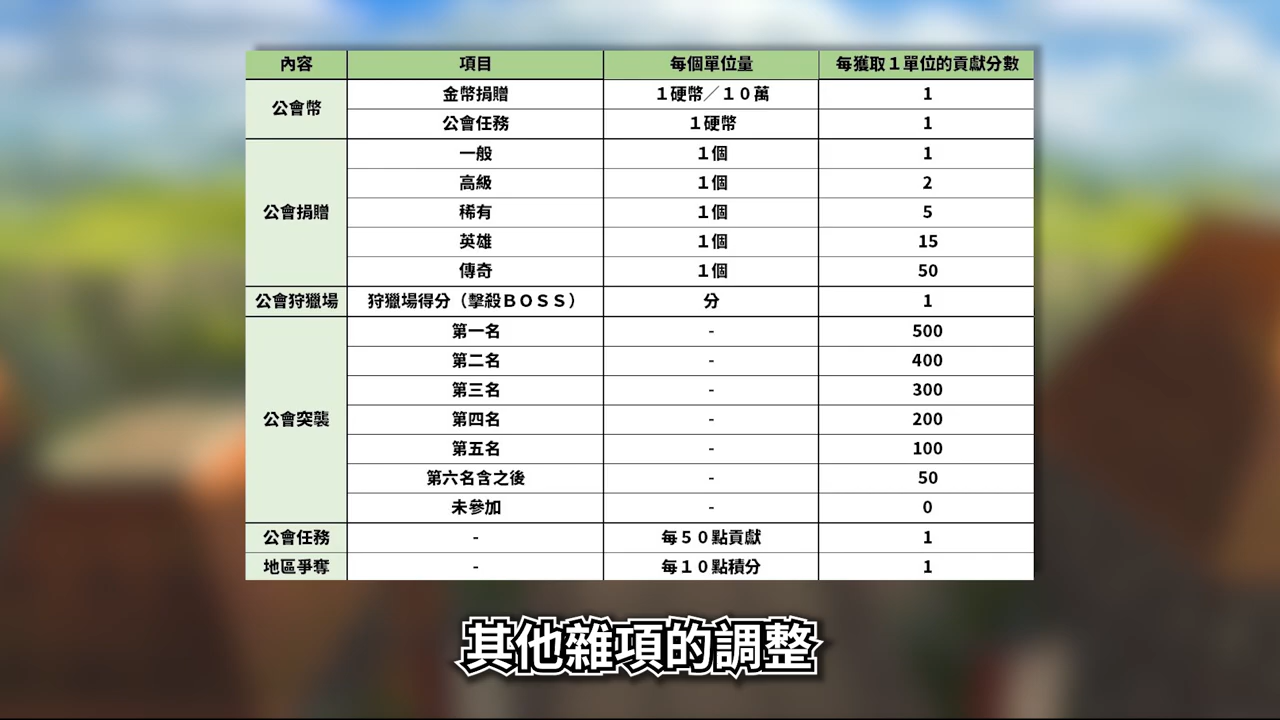 內容 項目 每個單位量 每獲取１單位的貢獻分數
公會幣 金幣捐贈 １硬幣／１０萬 1
公會任務 １硬幣 1
公會捐贈 一般 １個 1
高級 １個 2
稀有 １個 5
英雄 １個 15
傳奇 １個 50
公會狩獵場 狩獵場得分（擊殺ＢＯＳＳ） 分 1
公會突襲 第一名 - 500
第二名 - 400
第三名 - 300
第四名 - 200
第五名 - 100
第六名含之後 - 50
未參加 - 0
公會任務 - 每５０點貢獻 1
地區爭奪 - 每１０點積分 1
其他雜項的調整